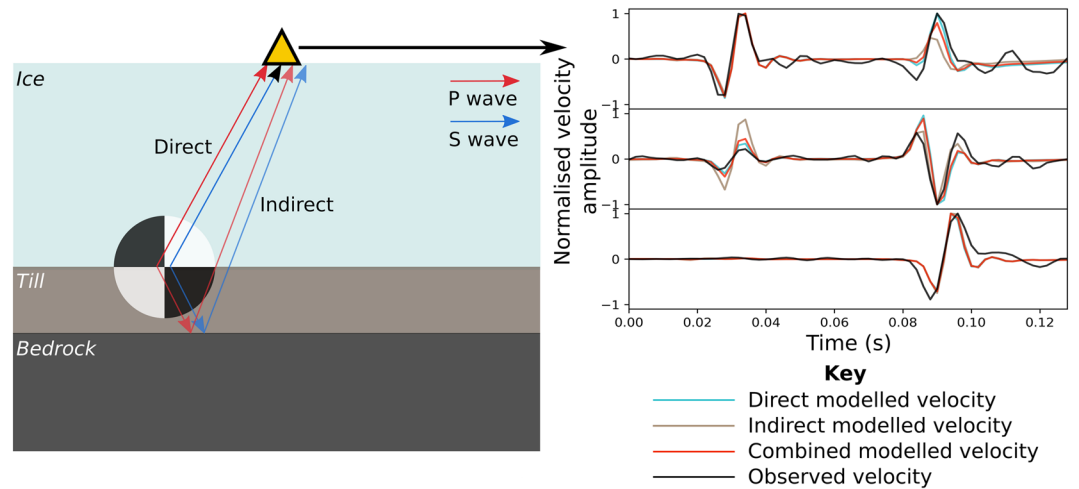 Ice
P wave
S wave
Direct
Indirect
Till
Bedrock
Normalised velocity
amplitude
1
0
−1
1
0
−1
1
0
−1
0.00 0.02 0.04 0.06 0.08 0.10 0.12
Time (s)
Key
Direct modelled velocity
Indirect modelled velocity
Combined modelled velocity
Observed velocity